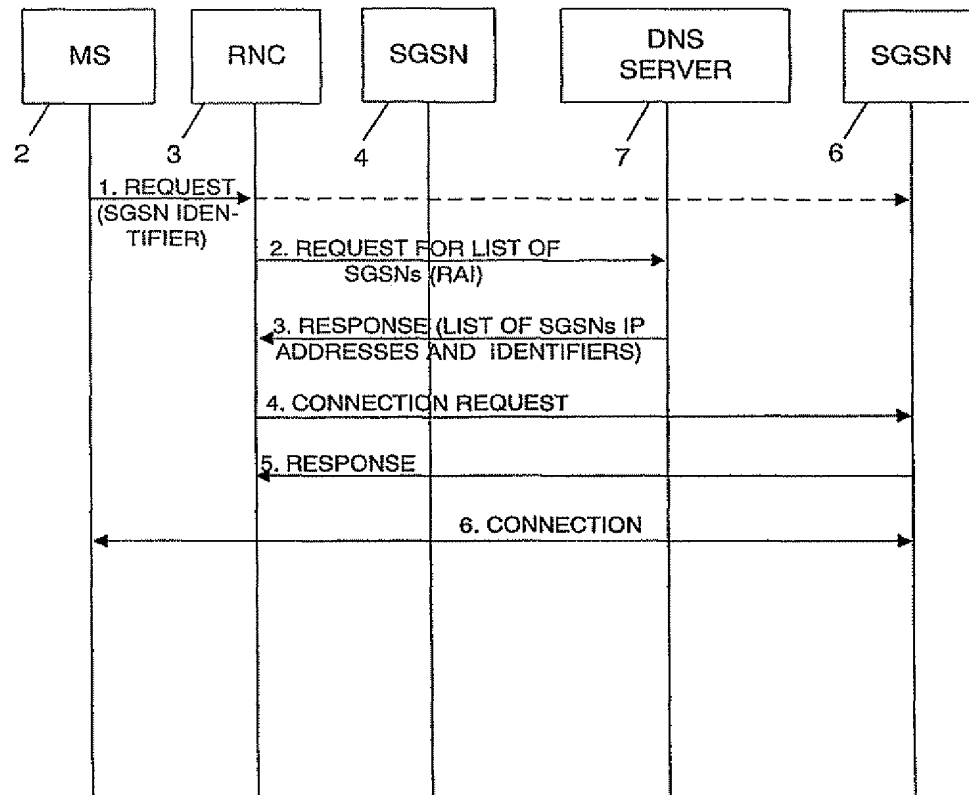 MS
RNC
SGSN
DNS
SERVER
SGSN
2
3
4
7
6
1. REQUEST
(SGSN IDEN-
TIFIER)
2. REQUEST FOR LIST OF
SGSNs (RAI)
3. RESPONSE (LIST OF SGSNs IP
ADDRESSES AND IDENTIFIERS)
4. CONNECTION REQUEST
5. RESPONSE
6. CONNECTION